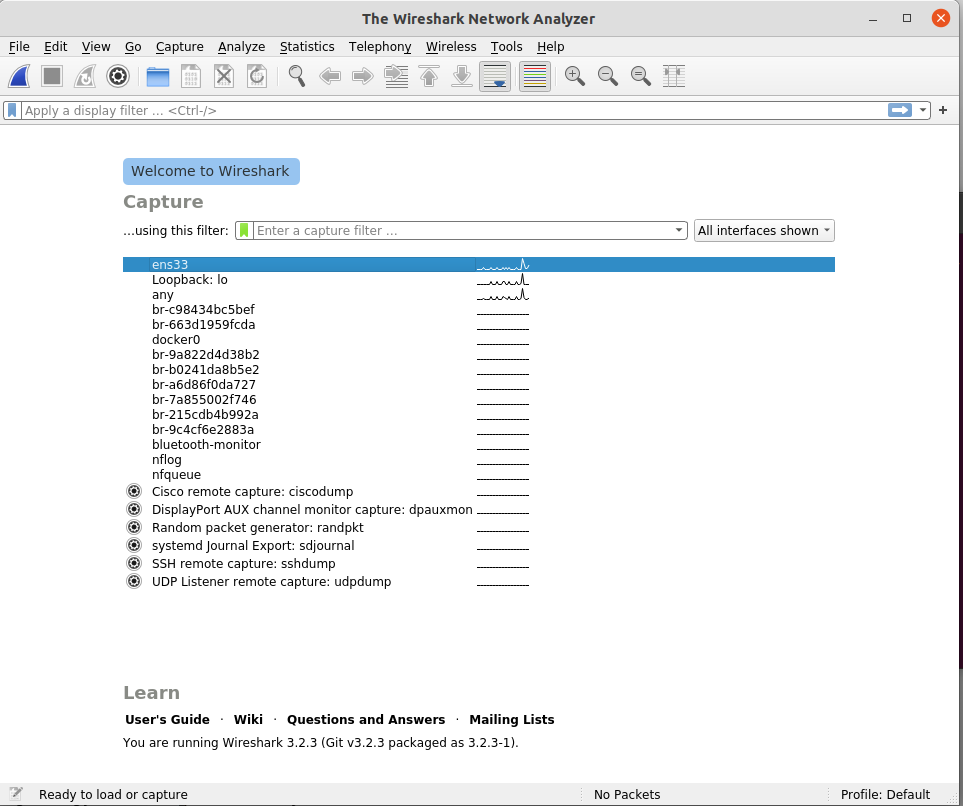 The Wireshark Network Analyzer
File Edit View Go Capture Analyze Statistics Telephony Wireless Tools Help
Apply a display filter ... <Ctrl-/>
Welcome to Wireshark
Capture
...using this filter: Enter a capture filter ... All interfaces shown
ens33
Loopback: lo
any
br-c98434bc5bef
br-663d1959fcda
docker0
br-9a822d4d38b2
br-b0241da8b5e2
br-a6d86f0da727
br-7a855002f746
br-215cdb4b992a
br-9c4cf6e2883a
bluetooth-monitor
nflog
nfqueue
Cisco remote capture: ciscodump
DisplayPort AUX channel monitor capture: dpauxmon
Random packet generator: randpkt
systemd Journal Export: sdjournal
SSH remote capture: sshdump
UDP Listener remote capture: udpdump
Learn
User's Guide · Wiki · Questions and Answers · Mailing Lists
You are running Wireshark 3.2.3 (Git v3.2.3 packaged as 3.2.3-1).
Ready to load or capture No Packets Profile: Default